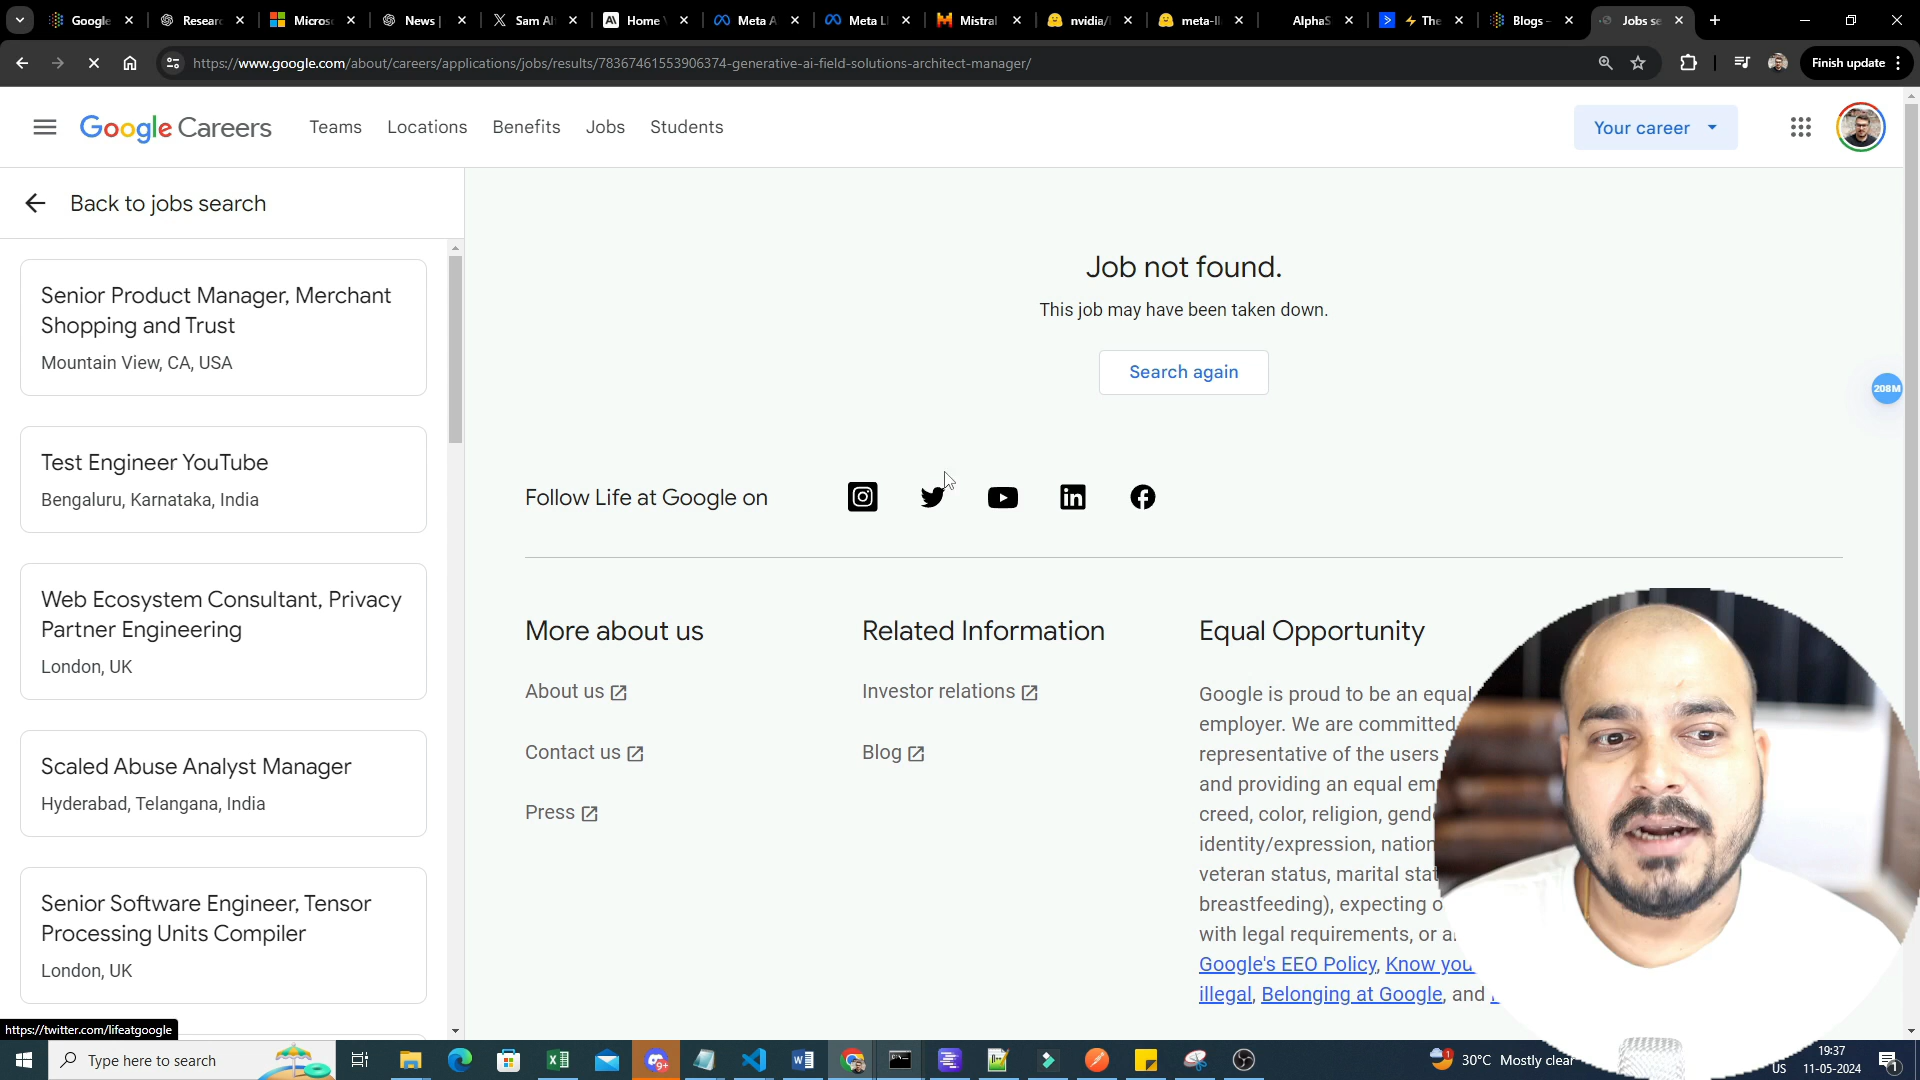 Google
Resear
Micros
News |
Sam Al
Home
Meta A
Meta Ll
Mistral
nvidia/
meta-ll
AlphaS
The
Blogs –
Jobs se
https://www.google.com/about/careers/applications/jobs/results/78367461553906374-generative-ai-field-solutions-architect-manager/
Finish update
Google Careers
Teams
Locations
Benefits
Jobs
Students
Your career
Back to jobs search
Senior Product Manager, Merchant
Shopping and Trust
Mountain View, CA, USA
Test Engineer YouTube
Bengaluru, Karnataka, India
Web Ecosystem Consultant, Privacy
Partner Engineering
London, UK
Scaled Abuse Analyst Manager
Hyderabad, Telangana, India
Senior Software Engineer, Tensor
Processing Units Compiler
London, UK
Job not found.
This job may have been taken down.
Search again
208M
Follow Life at Google on
More about us
About us
Contact us
Press
Related Information
Investor relations
Blog
Equal Opportunity
Google is proud to be an equal
employer. We are committed
representative of the users
and providing an equal em
creed, color, religion, gend
identity/expression, nation
veteran status, marital stat
breastfeeding), expecting o
with legal requirements, or a
Google's EEO Policy, Know you
illegal, Belonging at Google, and
https://twitter.com/lifeatgoogle
Type here to search
9+
30°C Mostly clear
US
19:37
11-05-2024
1